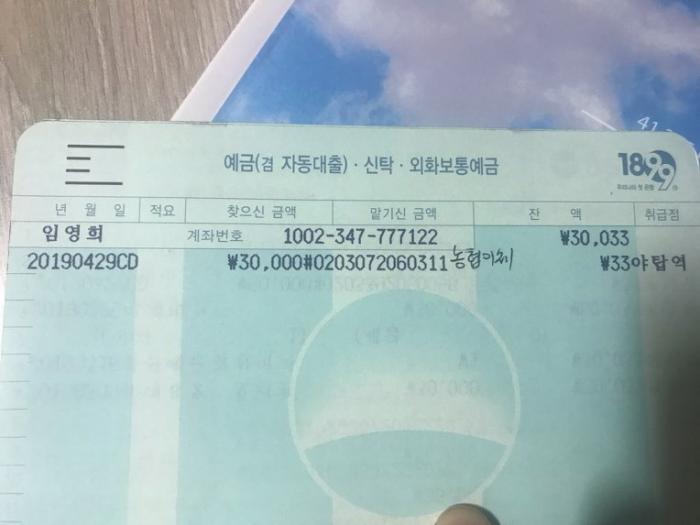 예금(겸 자동대출)·신탁·외화보통예금
1899
년 월 일 적요 찾으신 금액 맡기신 금액 잔 액 취급점
임영희 계좌번호 1002-347-777122 ₩30,033
20190429CD ₩30,000#0203072060311 농협이체 ₩33야탑역